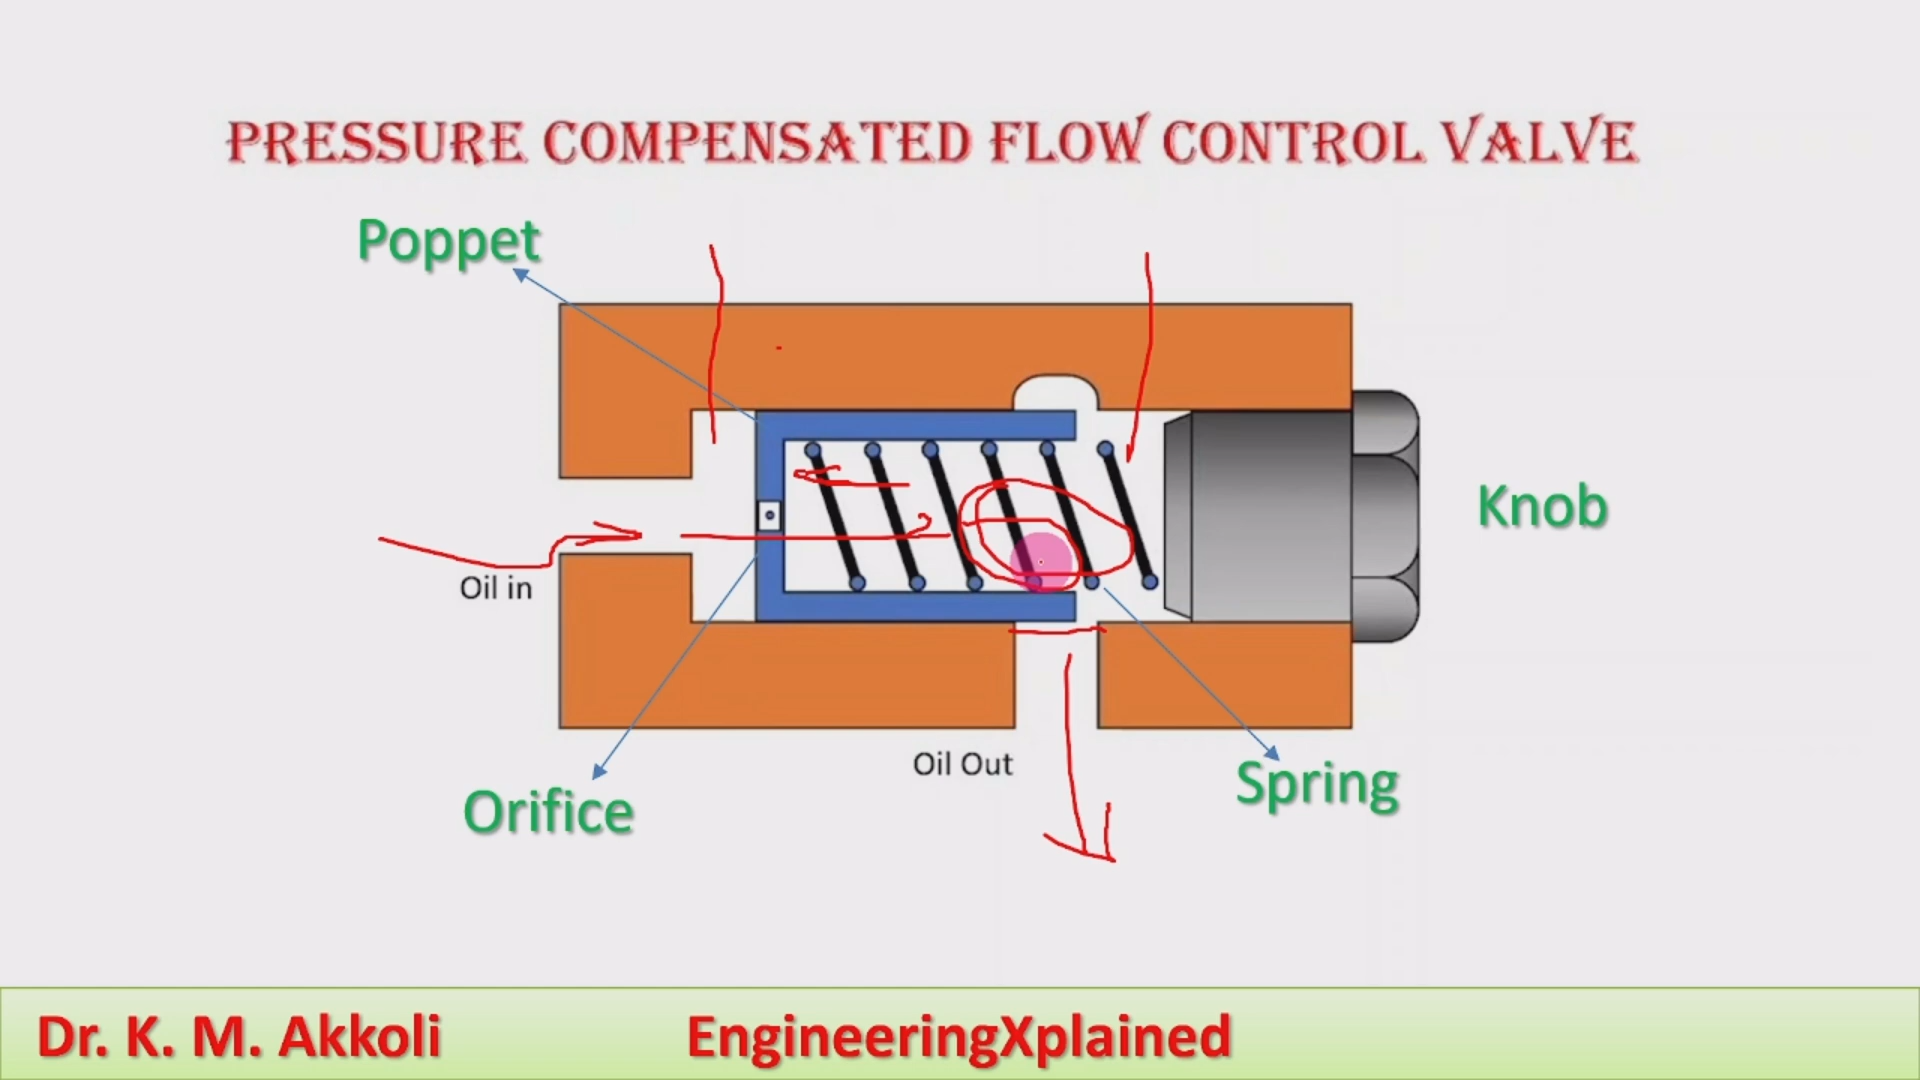 PRESSURE COMPENSATED FLOW CONTROL VALVE
Poppet
Knob
Oil in
Oil Out
Spring
Orifice
Dr. K. M. Akkoli
EngineeringXplained